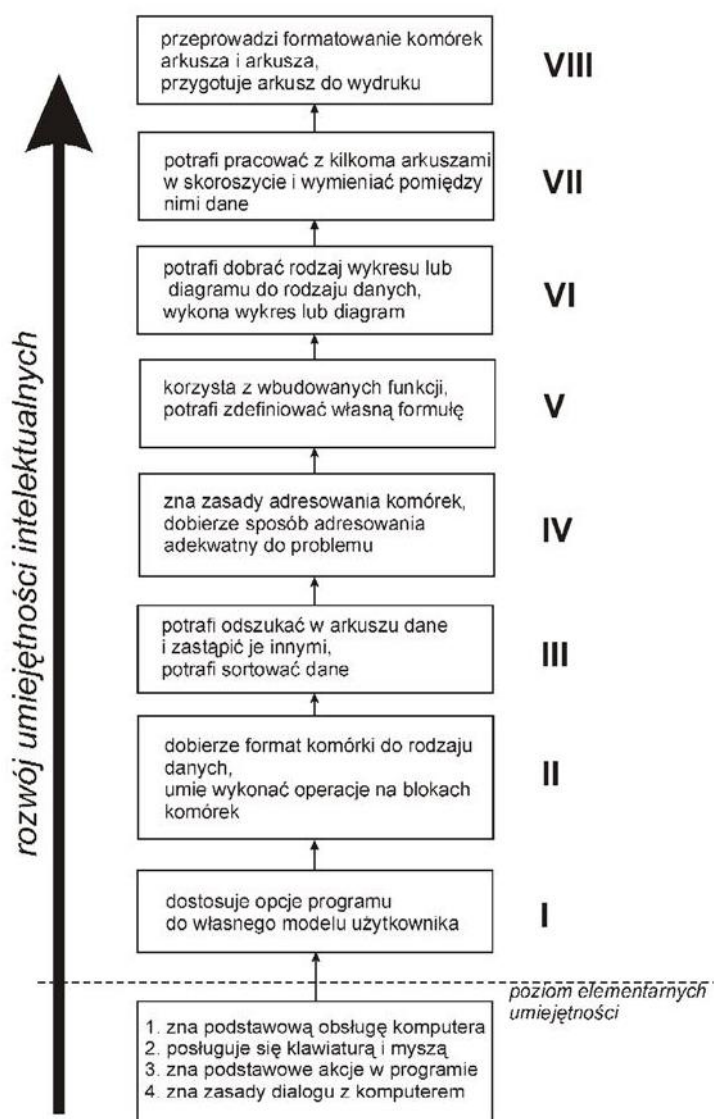 przeprowadzi formatowanie komórek
arkusza i arkusza,
przygotuje arkusz do wydruku
VIII
potrafi pracować z kilkoma arkuszami
w skoroszycie i wymieniać pomiędzy
nimi dane
VII
potrafi dobrać rodzaj wykresu lub
diagramu do rodzaju danych,
wykona wykres lub diagram
VI
korzysta z wbudowanych funkcji,
potrafi zdefiniować własną formułę
V
zna zasady adresowania komórek,
dobierze sposób adresowania
adekwatny do problemu
IV
potrafi odszukać w arkuszu dane
i zastąpić je innymi,
potrafi sortować dane
III
dobierze format komórki do rodzaju
danych,
umie wykonać operacje na blokach
komórek
II
dostosuje opcje programu
do własnego modelu użytkownika
I
poziom elementarnych
umiejętności
1. zna podstawową obsługę komputera
2. posługuje się klawiaturą i myszą
3. zna podstawowe akcje w programie
4. zna zasady dialogu z komputerem
rozwój umiejętności intelektualnych